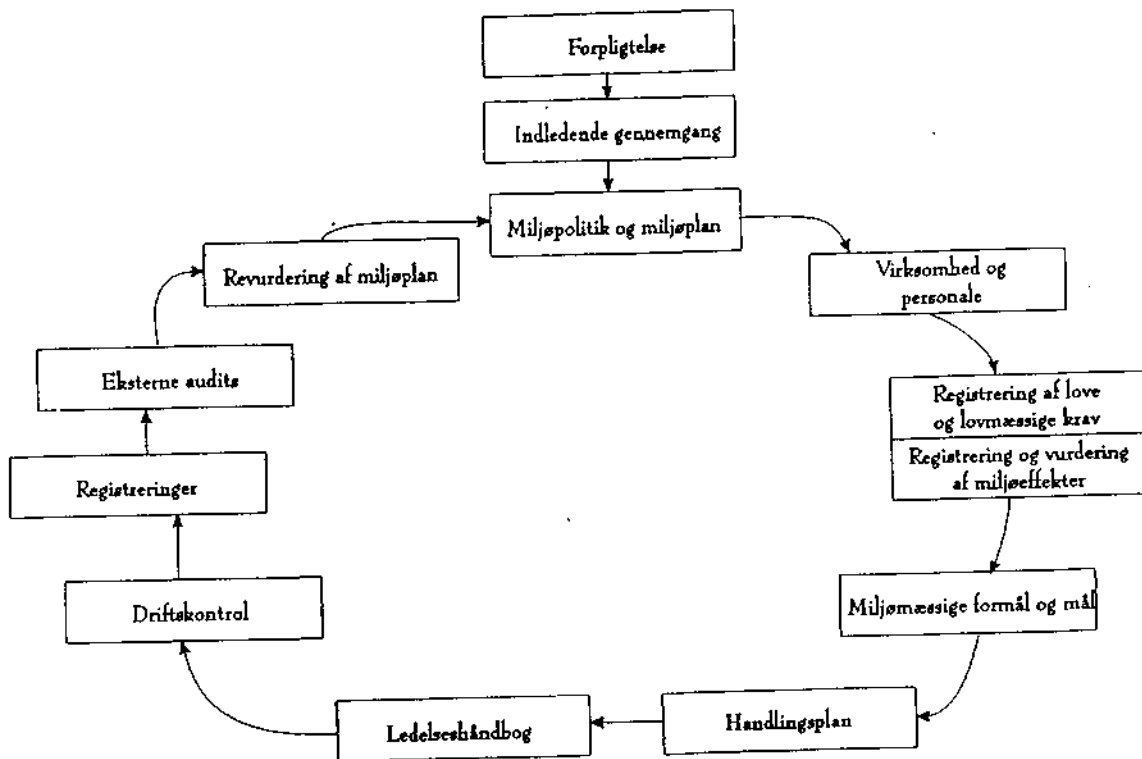 Forpligtelse
Indledende gennemgang
Miljøpolitik og miljøplan
Virksomhed og
personale
Registrering af love
og lovmæssige krav
Registrering og vurdering
af miljøeffekter
Miljømæssige formål og mål
Handlingsplan
Ledelseshåndbog
Driftskontrol
Registreringer
Eksterne audits
Revurdering af miljøplan